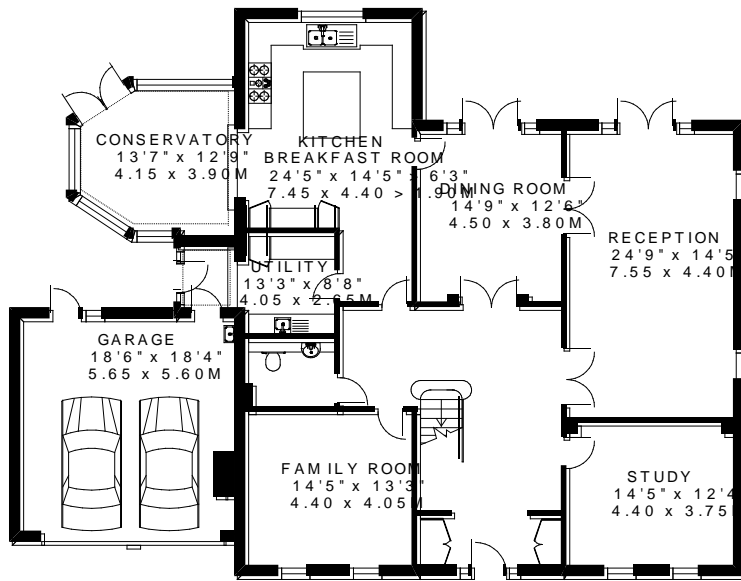 CONSERVATORY
13'7" x 12'9"
4.15 x 3.90M
KITCHEN
BREAKFAST ROOM
24'5" x 14'5" > 6'3"
7.45 x 4.40 > 1.90M
DINING ROOM
14'9" x 12'6"
4.50 x 3.80M
RECEPTION
24'9" x 14'5
7.55 x 4.40M
UTILITY
13'3" x 8'8"
4.05 x 2.65M
GARAGE
18'6" x 18'4"
5.65 x 5.60M
FAMILY ROOM
14'5" x 13'3"
4.40 x 4.05M
STUDY
14'5" x 12'4
4.40 x 3.75M